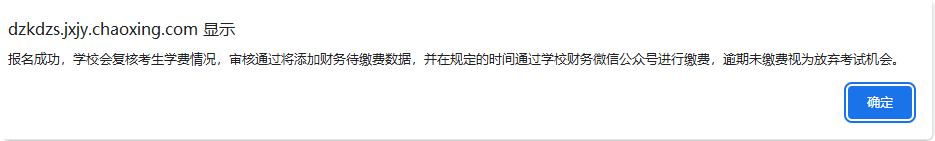 dzkdzs.jxjy.chaoxing.com 显示
报名成功，学校会复核考生学费情况，审核通过将添加财务待缴费数据，并在规定的时间通过学校财务微信公众号进行缴费，逾期未缴费视为放弃考试机会。
确定